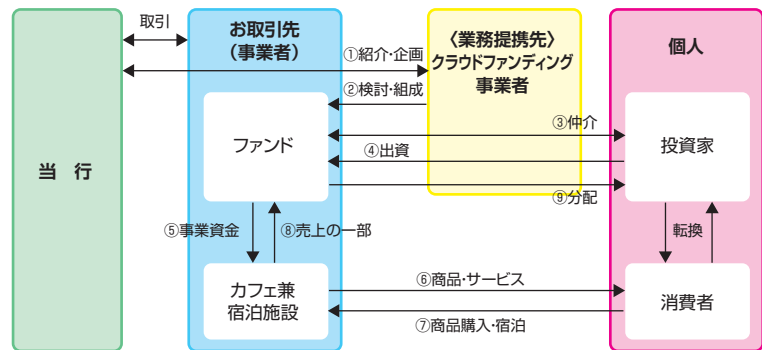 取引
お取引先
（事業者）
〈業務提携先〉
クラウドファンディング
事業者
個人
①紹介・企画
②検討・組成
ファンド
③仲介
④出資
投資家
当　行
⑨分配
⑤事業資金
⑧売上の一部
転換
カフェ兼
宿泊施設
⑥商品・サービス
消費者
⑦商品購入・宿泊